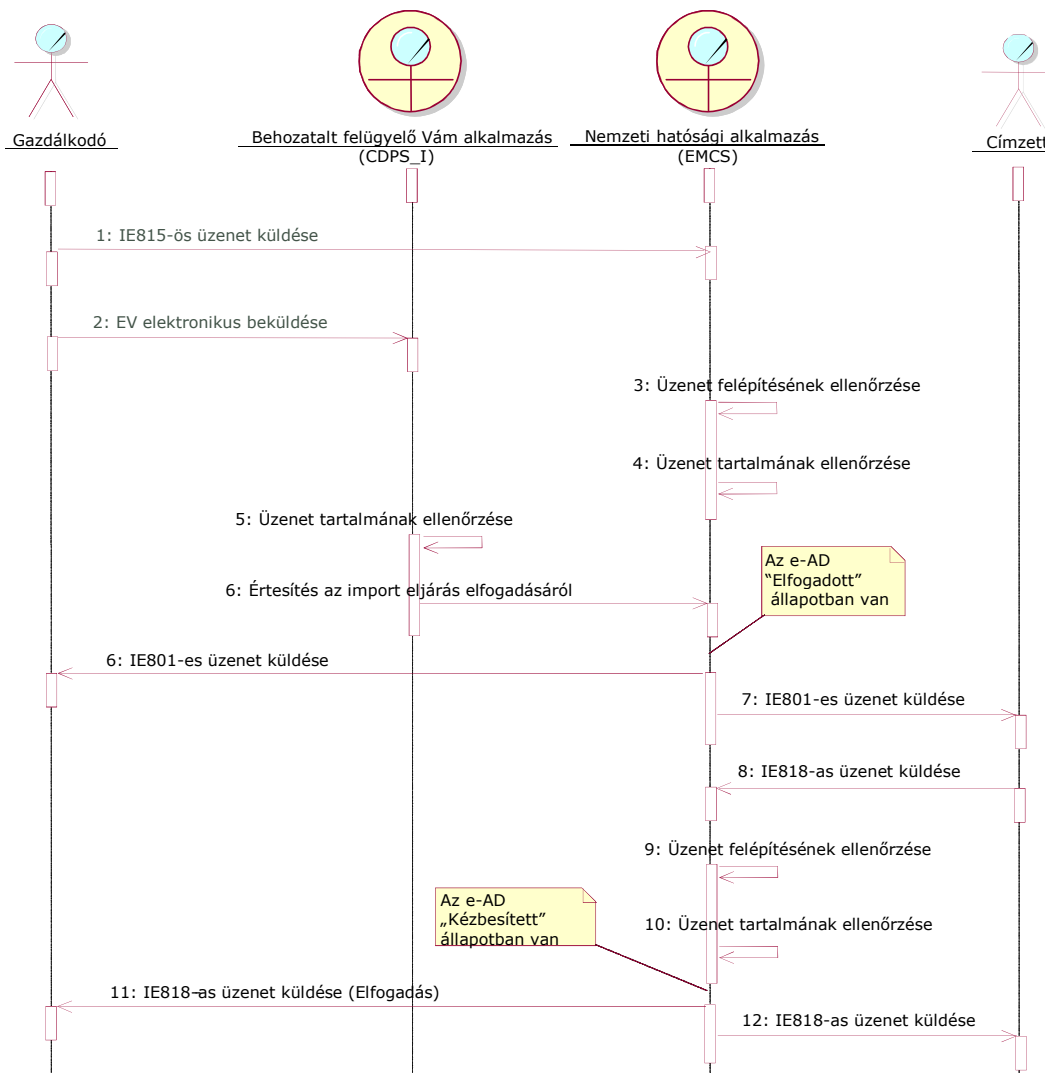 Gazdálkodó
Behozatalt felügyelő Vám alkalmazás
(CDPS_I)
Nemzeti hatósági alkalmazás
(EMCS)
Címzett
1: IE815-ös üzenet küldése
2: EV elektronikus beküldése
3: Üzenet felépítésének ellenőrzése
4: Üzenet tartalmának ellenőrzése
5: Üzenet tartalmának ellenőrzése
Az e-AD
“Elfogadott”
állapotban van
6: Értesítés az import eljárás elfogadásáról
6: IE801-es üzenet küldése
7: IE801-es üzenet küldése
8: IE818-as üzenet küldése
9: Üzenet felépítésének ellenőrzése
Az e-AD
„Kézbesített”
állapotban van
10: Üzenet tartalmának ellenőrzése
11: IE818–as üzenet küldése (Elfogadás)
12: IE818-as üzenet küldése